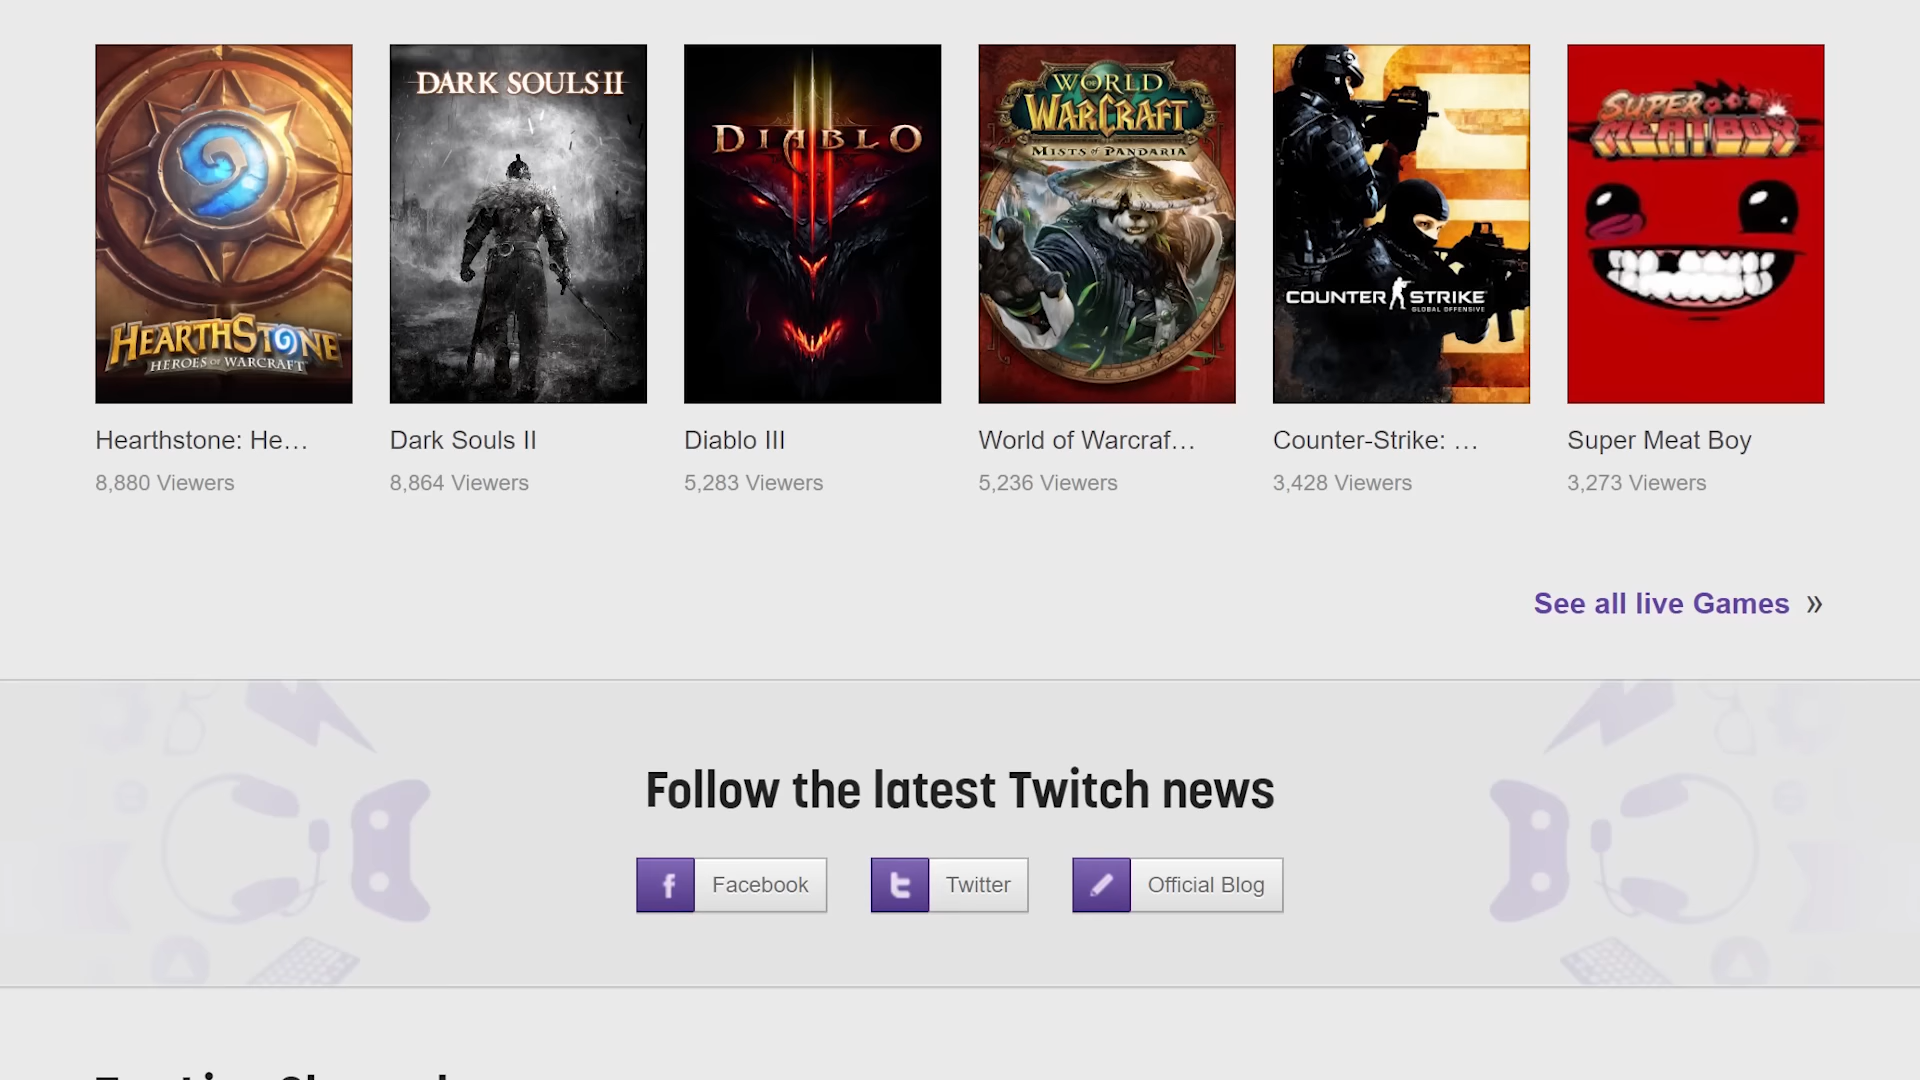 HEARTHSTONE
HEROES OF WARCRAFT
DARK SOULS II
DIABLO
WORLD
WARCRAFT
MISTS of PANDARIA
COUNTER STRIKE
GLOBAL OFFENSIVE
SUPER
MEAT BOY
Hearthstone: He…
8,880 Viewers
Dark Souls II
8,864 Viewers
Diablo III
5,283 Viewers
World of Warcraf…
5,236 Viewers
Counter-Strike: …
3,428 Viewers
Super Meat Boy
3,273 Viewers
See all live Games »
Follow the latest Twitch news
Facebook
Twitter
Official Blog